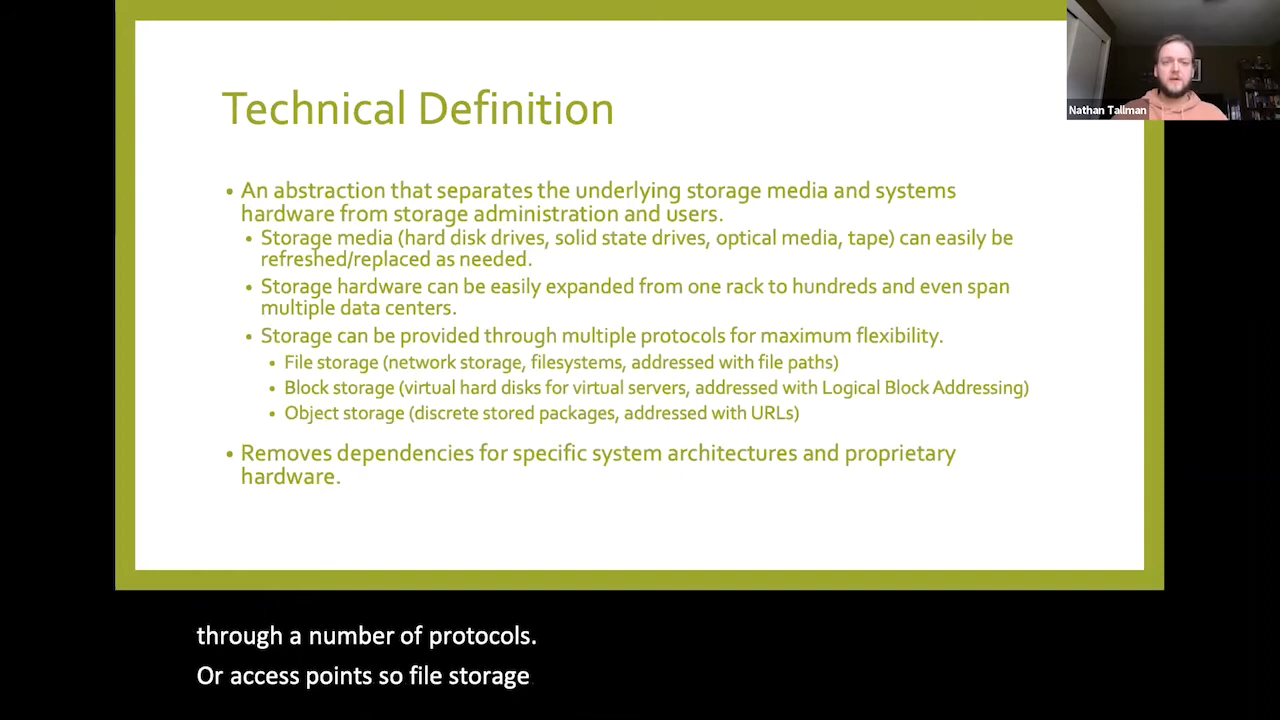 Technical Definition
Nathan Tallman
• An abstraction that separates the underlying storage media and systems
hardware from storage administration and users.
• Storage media (hard disk drives, solid state drives, optical media, tape) can easily be
refreshed/replaced as needed.
• Storage hardware can be easily expanded from one rack to hundreds and even span
multiple data centers.
• Storage can be provided through multiple protocols for maximum flexibility.
• File storage (network storage, filesystems, addressed with file paths)
• Block storage (virtual hard disks for virtual servers, addressed with Logical Block Addressing)
• Object storage (discrete stored packages, addressed with URLs)
• Removes dependencies for specific system architectures and proprietary
hardware.
through a number of protocols.
Or access points so file storage